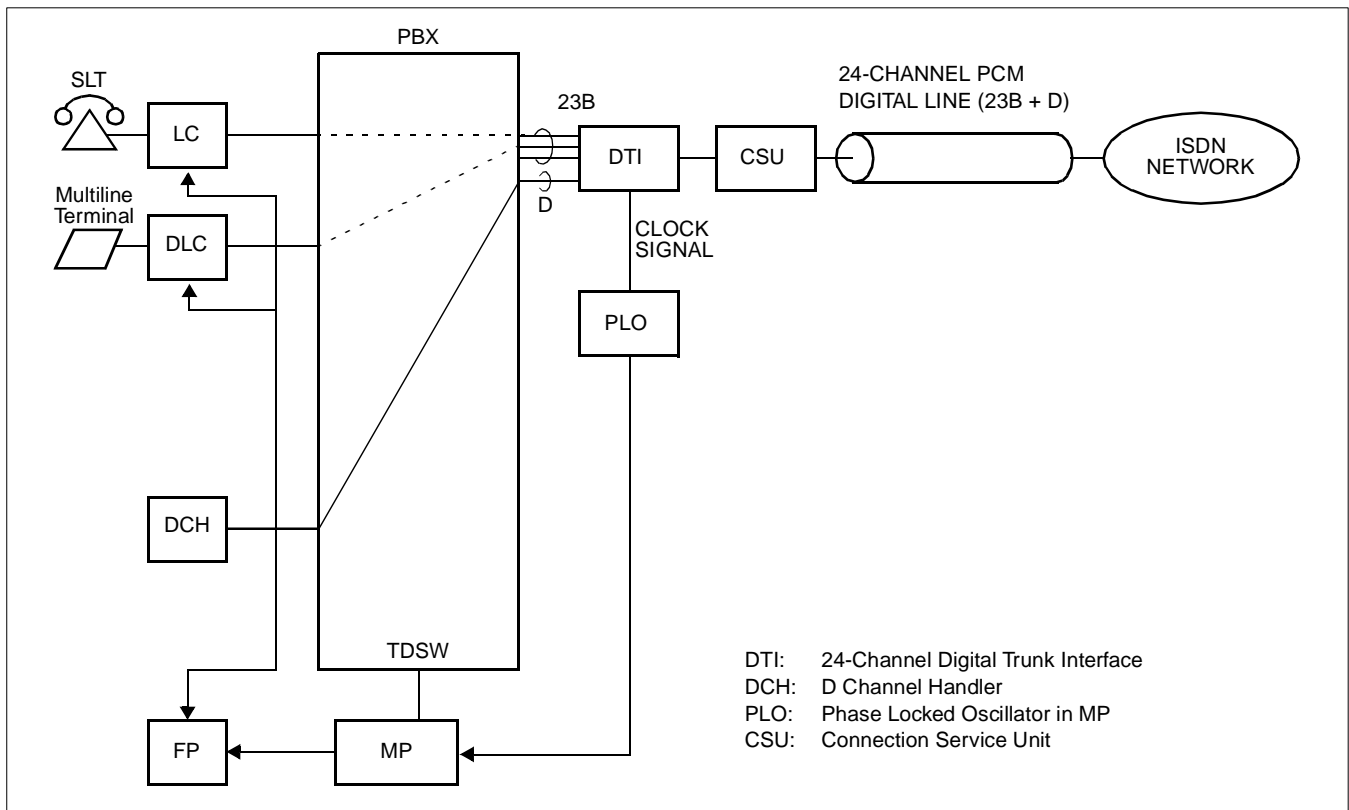 PBX
SLT
LC
23B
DTI
CSU
24-CHANNEL PCM
DIGITAL LINE (23B + D)
ISDN
NETWORK
Multiline
Terminal
DLC
D
CLOCK
SIGNAL
PLO
DCH
TDSW
FP
MP
DTI: 24-Channel Digital Trunk Interface
DCH: D Channel Handler
PLO: Phase Locked Oscillator in MP
CSU: Connection Service Unit